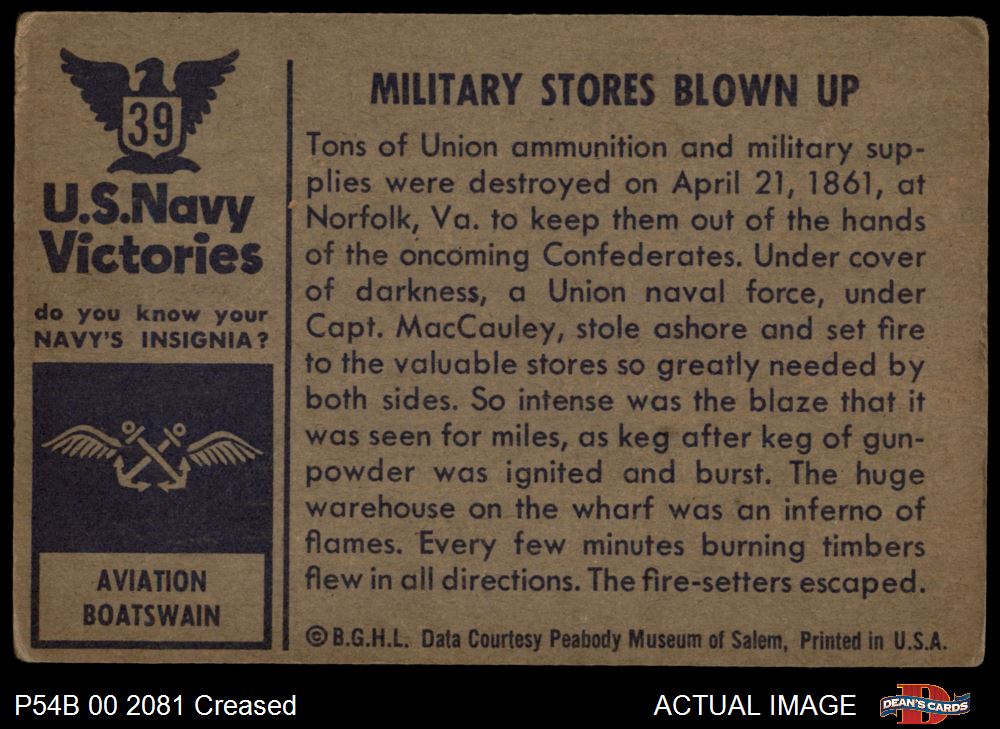 39
U.S.Navy
Victories
do you know your
NAVY'S INSIGNIA?
AVIATION
BOATSWAIN
MILITARY STORES BLOWN UP
Tons of Union ammunition and military sup-
plies were destroyed on April 21, 1861, at
Norfolk, Va. to keep them out of the hands
of the oncoming Confederates. Under cover
of darkness, a Union naval force, under
Capt. MacCauley, stole ashore and set fire
to the valuable stores so greatly needed by
both sides. So intense was the blaze that it
was seen for miles, as keg after keg of gun-
powder was ignited and burst. The huge
warehouse on the wharf was an inferno of
flames. Every few minutes burning timbers
flew in all directions. The fire-setters escaped.
©B.G.H.L. Data Courtesy Peabody Museum of Salem, Printed in U.S.A.
P54B 00 2081 Creased
ACTUAL IMAGE
D
DEAN'S CARDS